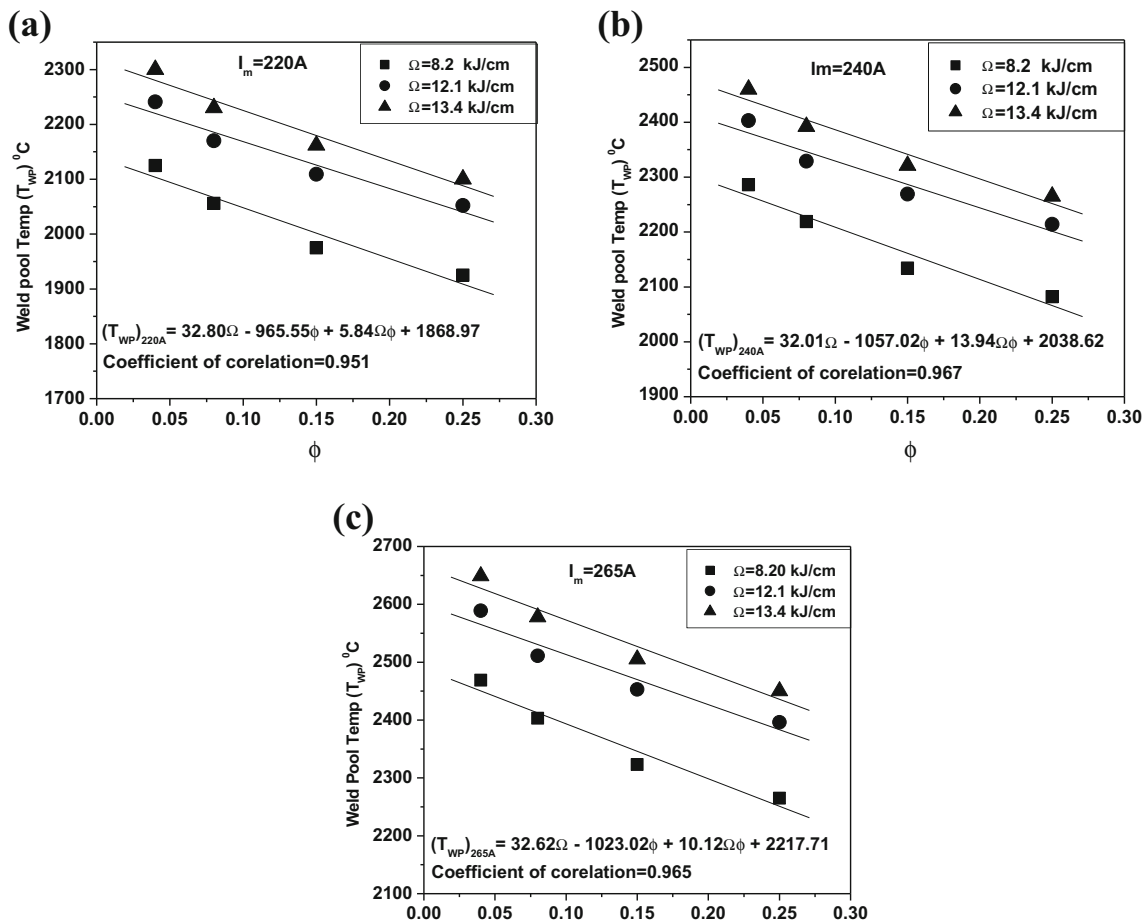 (a)
I_m=220A
Ω=8.2 kJ/cm
Ω=12.1 kJ/cm
Ω=13.4 kJ/cm
2300
2200
2100
2000
1900
1800
1700
Weld pool Temp (T_WP) ⁰C
(T_WP)_220A= 32.80Ω - 965.55ϕ + 5.84Ωϕ + 1868.97
Coefficient of corelation=0.951
0.00 0.05 0.10 0.15 0.20 0.25 0.30
ϕ
(b)
Im=240A
Ω=8.2 kJ/cm
Ω=12.1 kJ/cm
Ω=13.4 kJ/cm
2500
2400
2300
2200
2100
2000
1900
Weld pool Temp (T_WP) ⁰C
(T_WP)_240A= 32.01Ω - 1057.02ϕ + 13.94Ωϕ + 2038.62
Coefficient of corelation=0.967
0.00 0.05 0.10 0.15 0.20 0.25 0.30
ϕ
(c)
I_m=265A
Ω=8.20 kJ/cm
Ω=12.1 kJ/cm
Ω=13.4 kJ/cm
2700
2600
2500
2400
2300
2200
2100
Weld Pool Temp (T_WP) ⁰C
(T_WP)_265A= 32.62Ω - 1023.02ϕ + 10.12Ωϕ + 2217.71
Coefficient of corelation=0.965
0.00 0.05 0.10 0.15 0.20 0.25 0.30